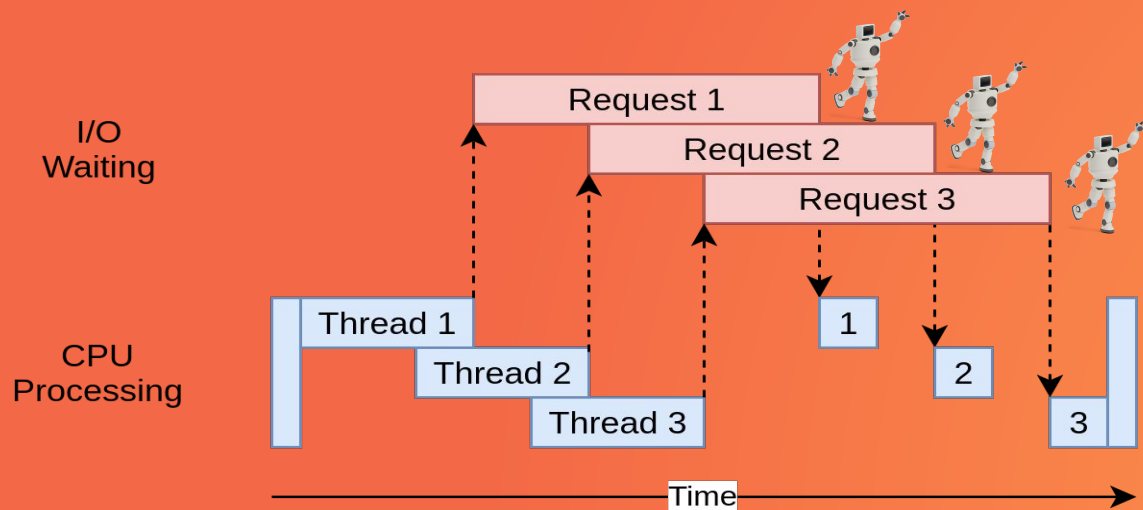 I/O
Waiting
Request 1
Request 2
Request 3
CPU
Processing
Thread 1
1
Thread 2
2
Thread 3
3
Time